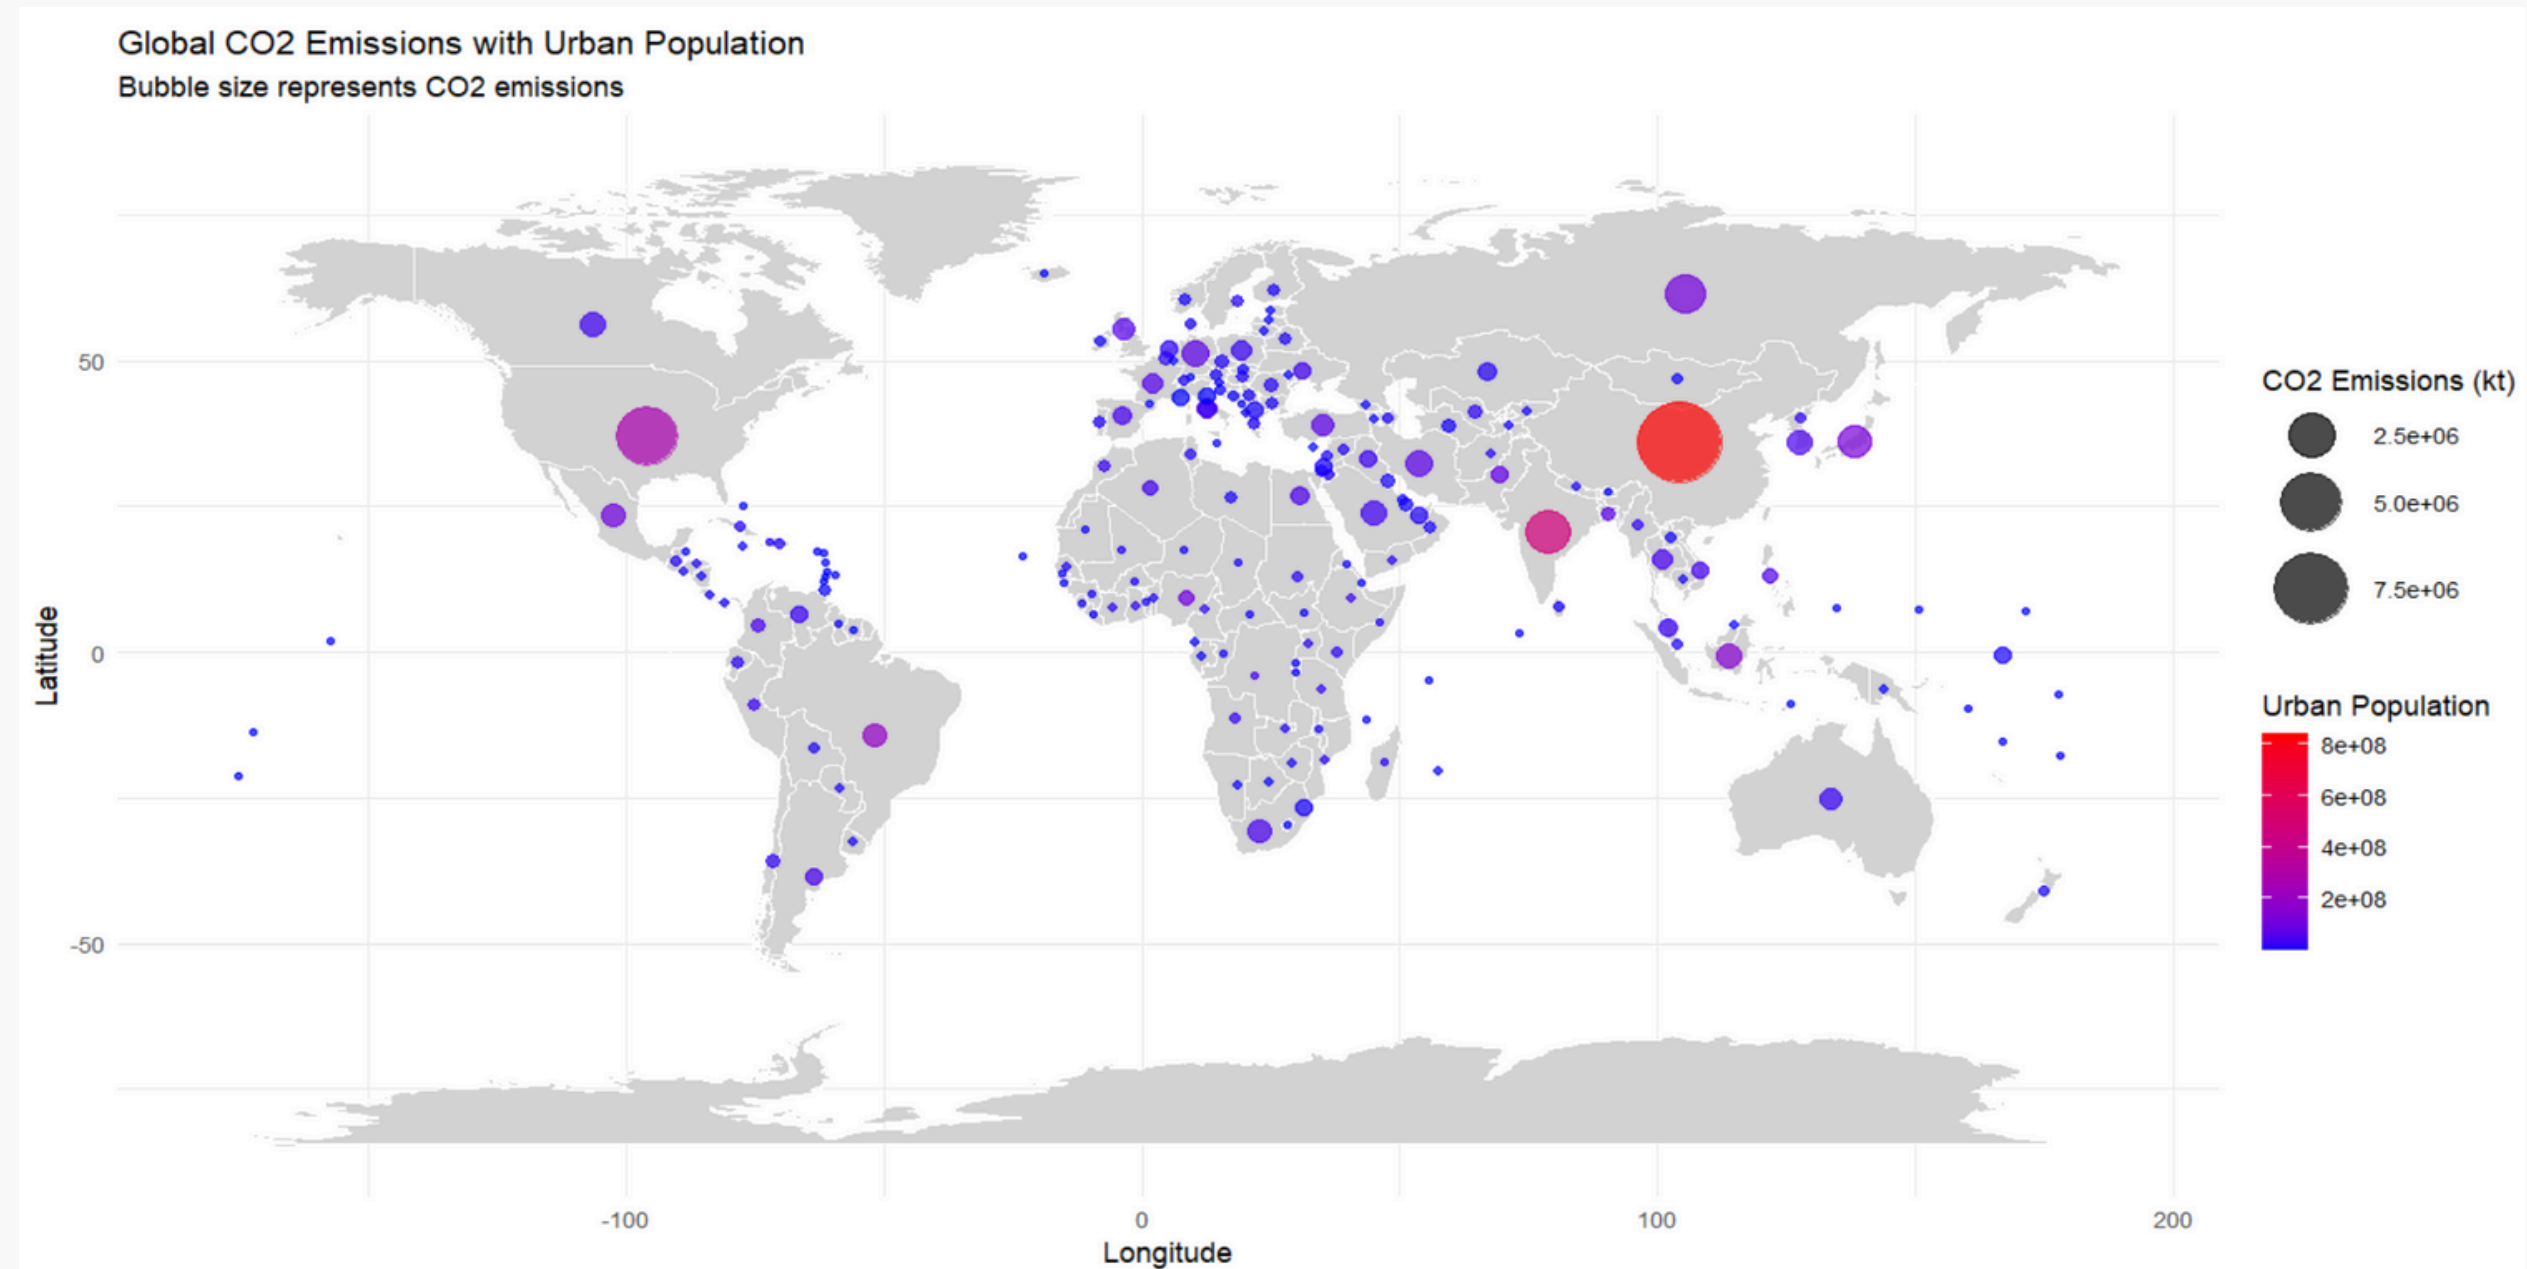 Global CO2 Emissions with Urban Population
Bubble size represents CO2 emissions
50
0
-50
Latitude
-100
0
100
200
Longitude
CO2 Emissions (kt)
2.5e+06
5.0e+06
7.5e+06
Urban Population
8e+08
6e+08
4e+08
2e+08